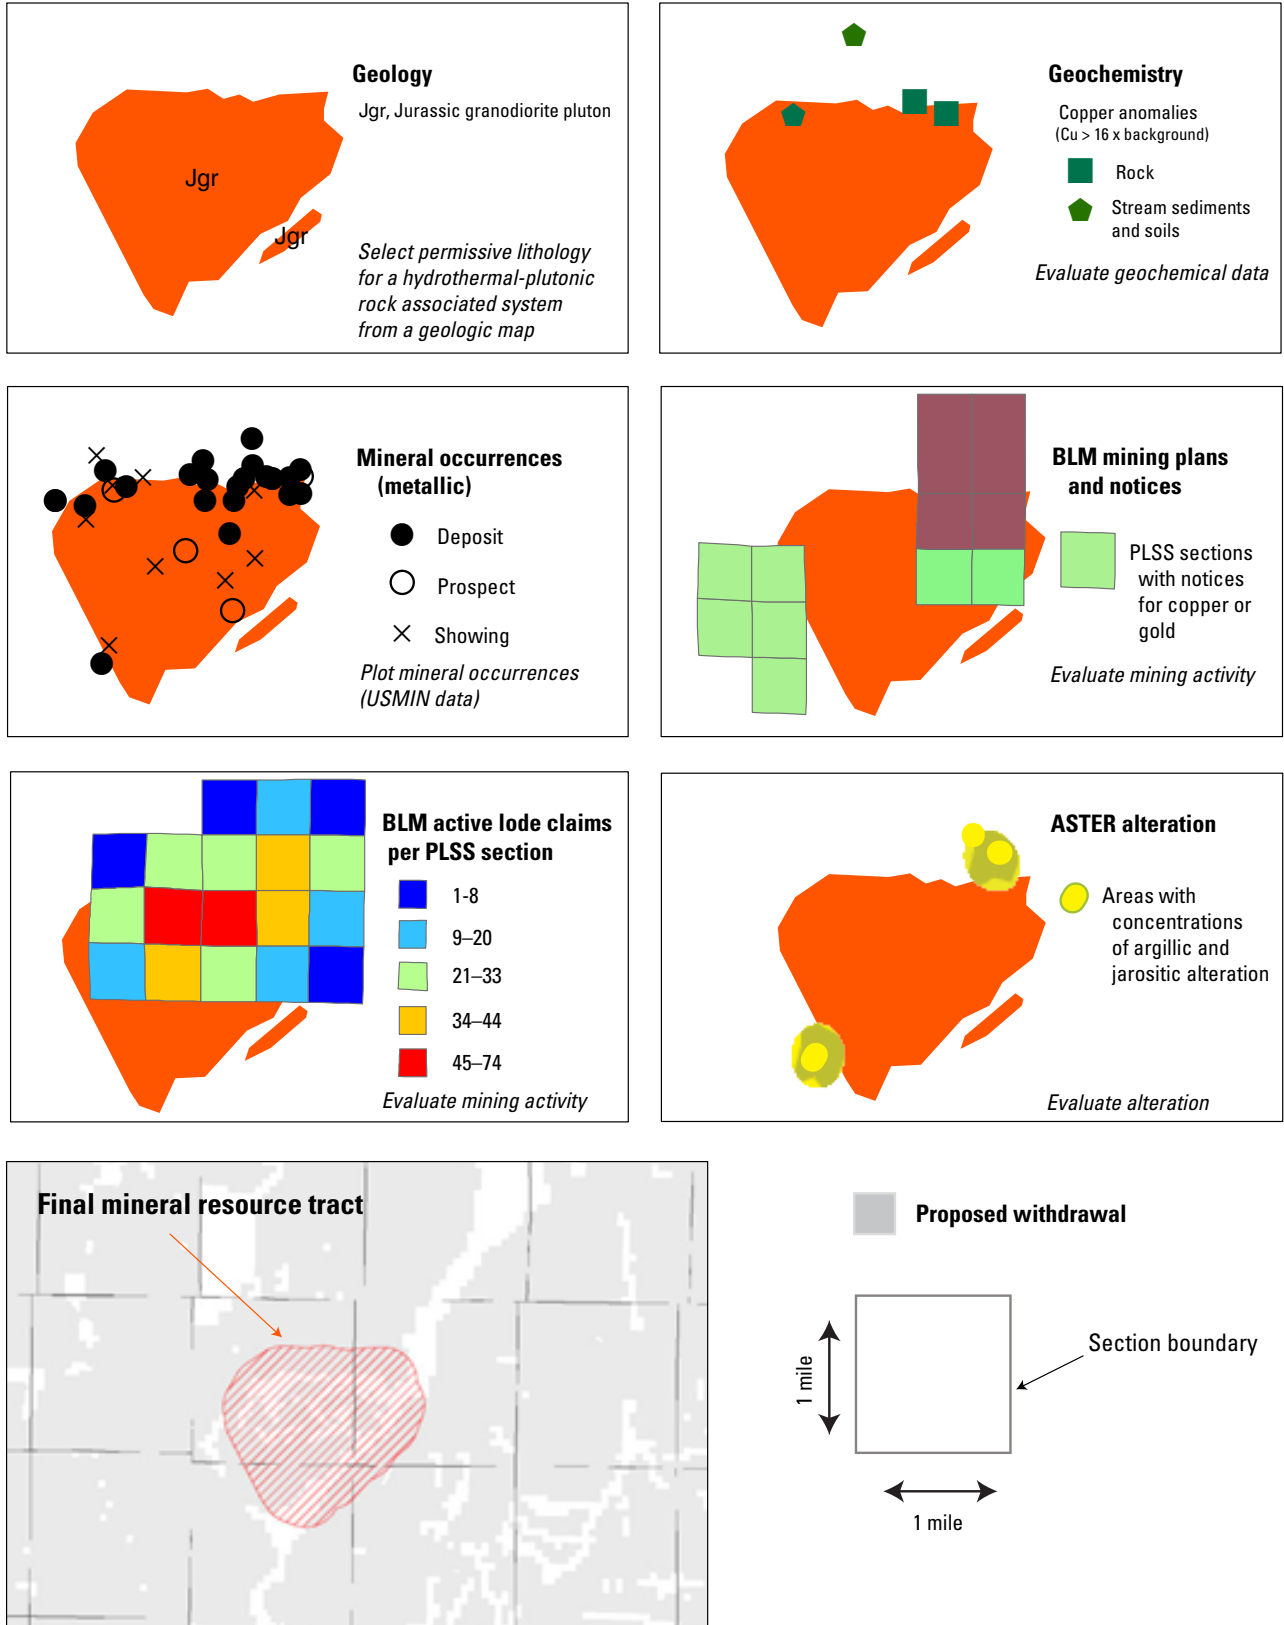 Geology
Jgr, Jurassic granodiorite pluton
Jgr
Jgr
Select permissive lithology
for a hydrothermal-plutonic
rock associated system
from a geologic map
Geochemistry
Copper anomalies
(Cu > 16 x background)
Rock
Stream sediments
and soils
Evaluate geochemical data
Mineral occurrences
(metallic)
Deposit
Prospect
Showing
Plot mineral occurrences
(USMIN data)
BLM mining plans
and notices
PLSS sections
with notices
for copper or
gold
Evaluate mining activity
BLM active lode claims
per PLSS section
1-8
9–20
21–33
34–44
45–74
Evaluate mining activity
ASTER alteration
Areas with
concentrations
of argillic and
jarositic alteration
Evaluate alteration
Final mineral resource tract
Proposed withdrawal
Section boundary
1 mile
1 mile